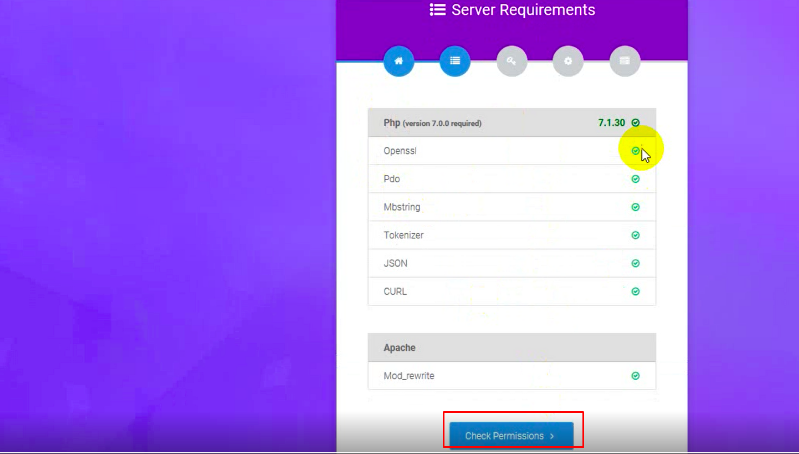 Server Requirements
Php (version 7.0.0 required) 7.1.30
Openssl
Pdo
Mbstring
Tokenizer
JSON
CURL
Apache
Mod_rewrite
Check Permissions